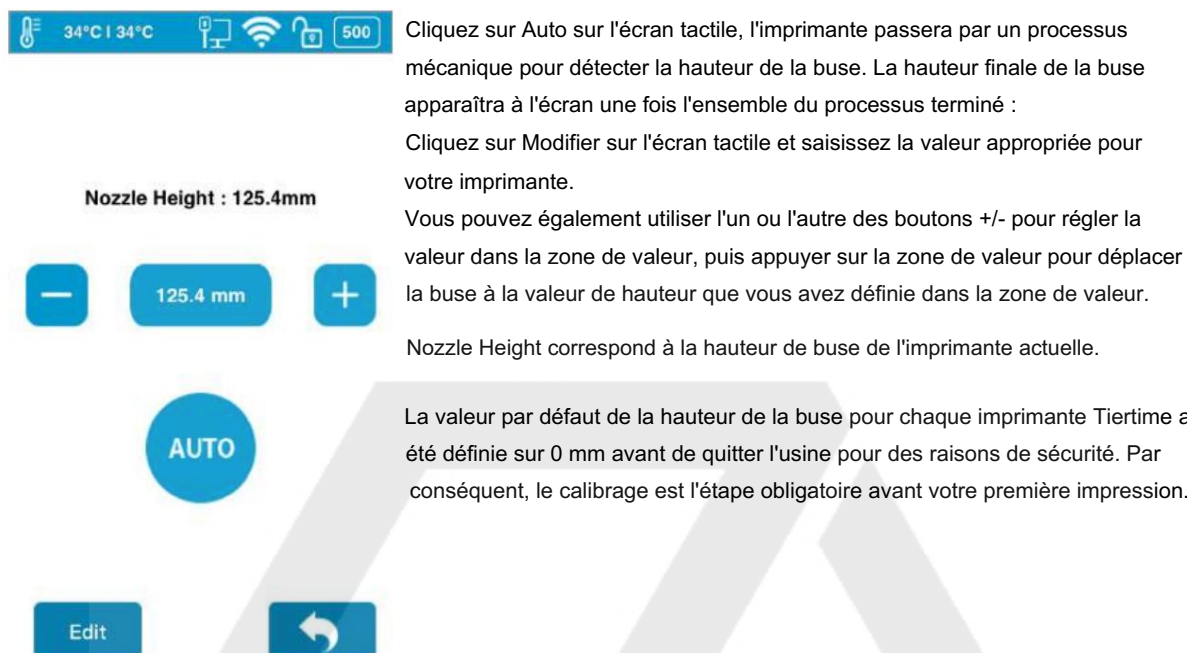 34°C I 34°C
500
Nozzle Height : 125.4mm
125.4 mm
AUTO
Edit
Cliquez sur Auto sur l'écran tactile, l'imprimante passera par un processus
mécanique pour détecter la hauteur de la buse. La hauteur finale de la buse
apparaîtra à l'écran une fois l'ensemble du processus terminé :
Cliquez sur Modifier sur l'écran tactile et saisissez la valeur appropriée pour
votre imprimante.
Vous pouvez également utiliser l'un ou l'autre des boutons +/- pour régler la
valeur dans la zone de valeur, puis appuyer sur la zone de valeur pour déplacer
la buse à la valeur de hauteur que vous avez définie dans la zone de valeur.
Nozzle Height correspond à la hauteur de buse de l'imprimante actuelle.
La valeur par défaut de la hauteur de la buse pour chaque imprimante Tiertime a
été définie sur 0 mm avant de quitter l'usine pour des raisons de sécurité. Par
conséquent, le calibrage est l'étape obligatoire avant votre première impression.